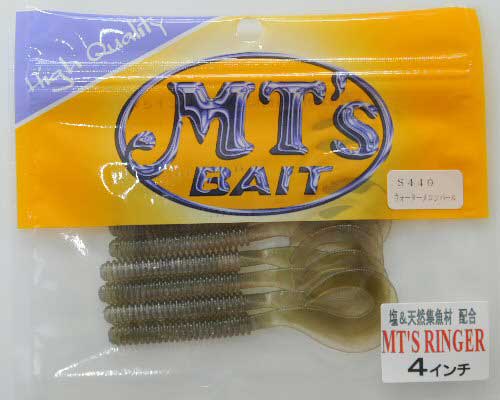 High Quality
MT's
BAIT
S440
ウォーターメロンパール
塩&天然集魚材 配合
MT'S RINGER
4インチ